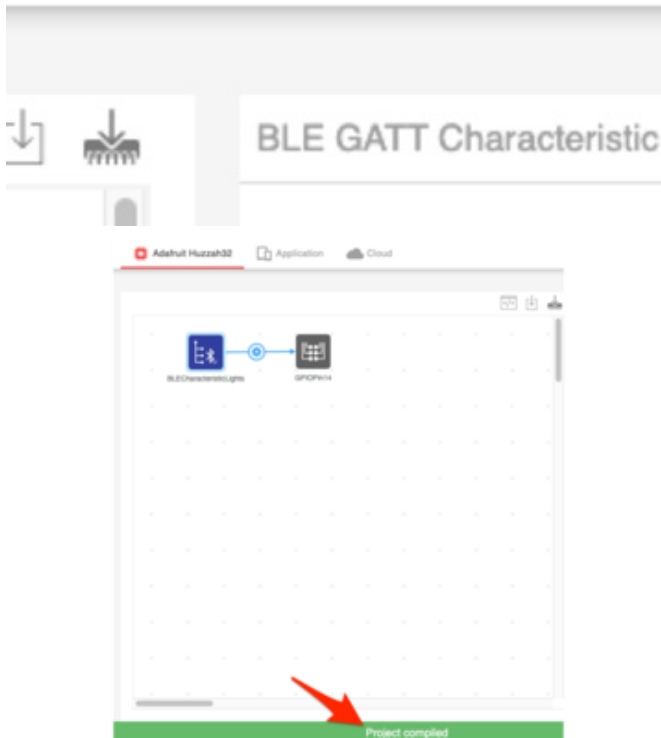 BLE GATT Characteristic
Adafruit Huzzah32 Application Cloud
BLECharacteristicLights GPIOPin14
Project compiled